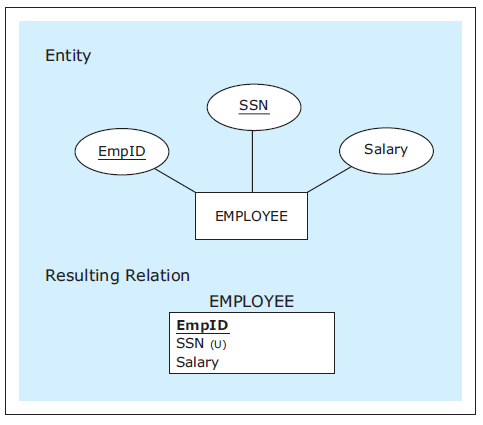 Entity
SSN
EmpID
Salary
EMPLOYEE
Resulting Relation
EMPLOYEE
EmpID
SSN (U)
Salary